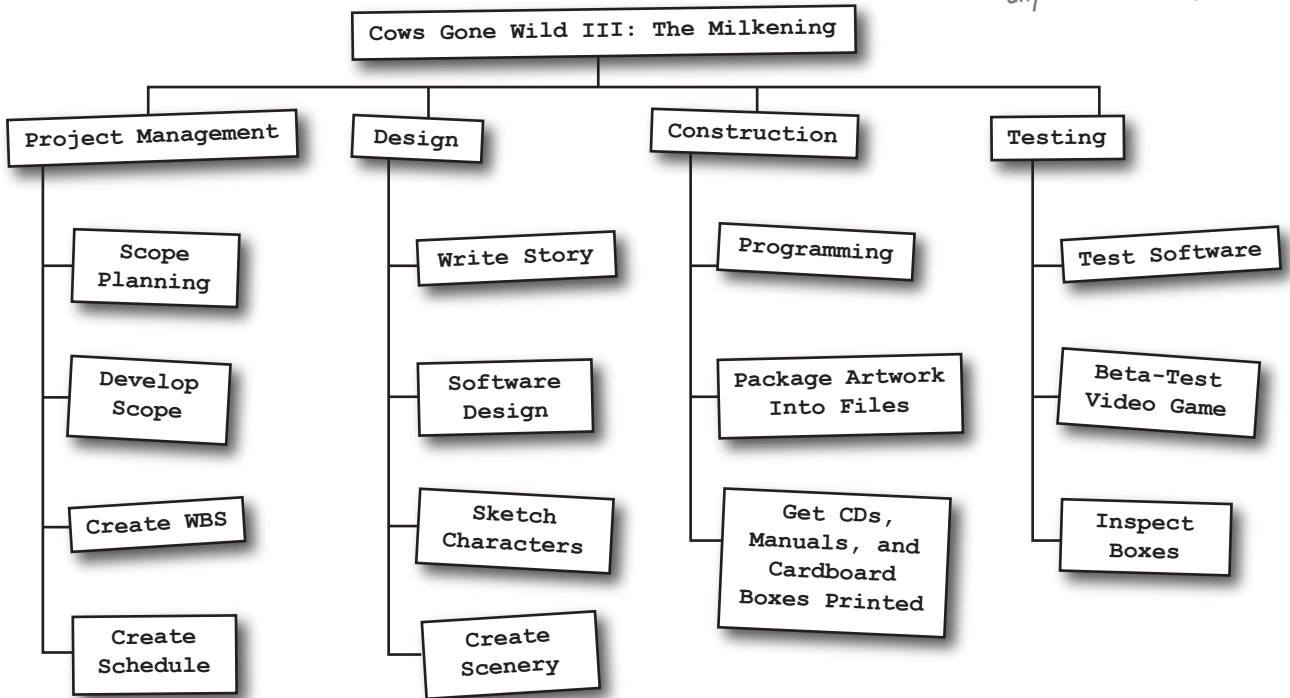 Cows Gone Wild III: The Milkening
Project Management
Design
Construction
Testing
Scope
Planning
Develop
Scope
Create WBS
Create
Schedule
Write Story
Software
Design
Sketch
Characters
Create
Scenery
Programming
Package Artwork
Into Files
Get CDs,
Manuals, and
Cardboard
Boxes Printed
Test Software
Beta-Test
Video Game
Inspect
Boxes